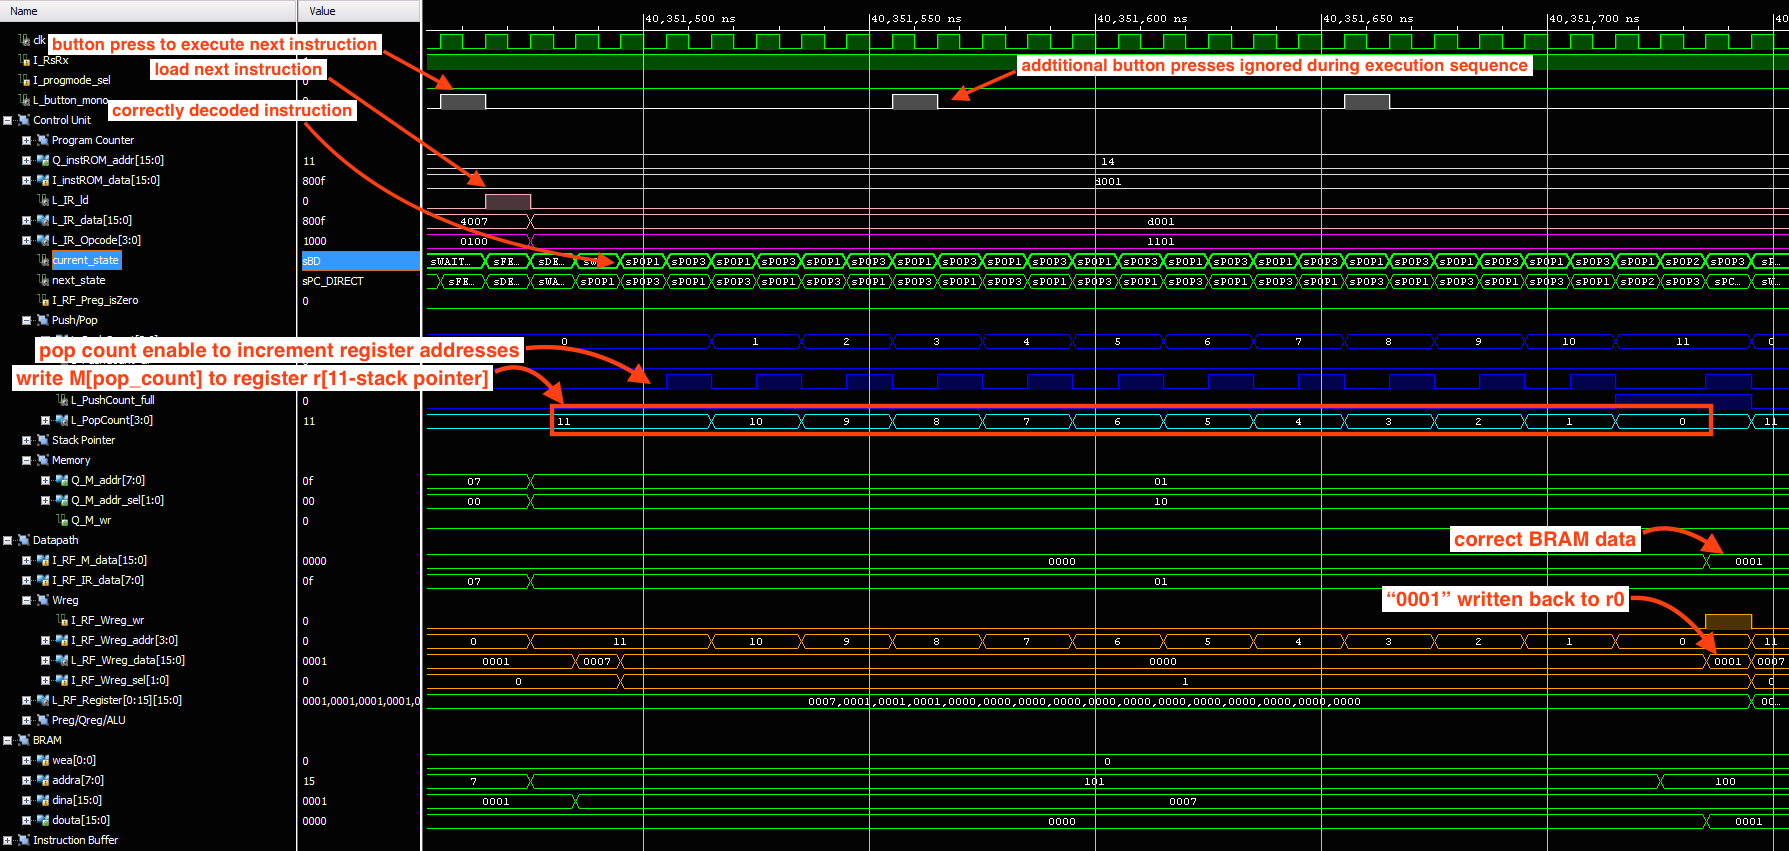 Name Value
40,351,500 ns 40,351,550 ns 40,351,600 ns 40,351,650 ns 40,351,700 ns
clk
button press to execute next instruction
I_RsRx
load next instruction
addtitional button presses ignored during execution sequence
I_progmode_sel 0
L_button_mono
correctly decoded instruction
Control Unit
Program Counter
Q_instROM_addr[15:0] 11 14
I_instROM_data[15:0] 800f d001
L_IR_ld 0
L_IR_data[15:0] 800f 4007 d001
L_IR_Opcode[3:0] 1000 0100 1101
current_state sBD sWAIT... sFE... sDE... sPOP1 sPOP3 sPOP1 sPOP3 sPOP1 sPOP3 sPOP1 sPOP3 sPOP1 sPOP3 sPOP1 sPOP3 sPOP1 sPOP3 sPOP1 sPOP3 sPOP1 sPOP3 sPOP1 sPOP3 sPOP1 sPOP3 sPOP1 sPOP2 sPOP3
next_state sPC_DIRECT sFE... sDE... sWA... sPOP1 sPOP3 sPOP1 sPOP3 sPOP1 sPOP3 sPOP1 sPOP3 sPOP1 sPOP3 sPOP1 sPOP3 sPOP1 sPOP3 sPOP1 sPOP3 sPOP1 sPOP3 sPOP1 sPOP3 sPOP1 sPOP3 sPOP1 sPOP2 sPOP3 sPC...
I_RF_Preg_isZero 0
Push/Pop
0 1 2 3 4 5 6 7 8 9 10 11 0
pop count enable to increment register addresses
write M[pop_count] to register r[11-stack pointer]
L_PushCount_full 0
L_PopCount[3:0] 11 11 10 9 8 7 6 5 4 3 2 1 0 11
Stack Pointer
Memory
Q_M_addr[7:0] 0f 07 01
Q_M_addr_sel[1:0] 00 00 10
Q_M_wr 0
Datapath
correct BRAM data
I_RF_M_data[15:0] 0000 0000 0001
I_RF_IR_data[7:0] 0f 07 01
Wreg
“0001” written back to r0
I_RF_Wreg_wr 0
I_RF_Wreg_addr[3:0] 0 0 11 10 9 8 7 6 5 4 3 2 1 0 11
L_RF_Wreg_data[15:0] 0001 0001 0007 0000 0001 0007
I_RF_Wreg_sel[1:0] 0 0 1 0
L_RF_Register[0:15][15:0] 0001,0001,0001,0001,0 0007,0001,0001,0001,0000,0000,0000,0000,0000,0000,0000,0000,0000,0000,0000,0000 00...
Preg/Qreg/ALU
BRAM
wea[0:0] 0 0
addra[7:0] 15 7 101 100
dina[15:0] 0001 0001 0007
douta[15:0] 0000 0000 0001
Instruction Buffer